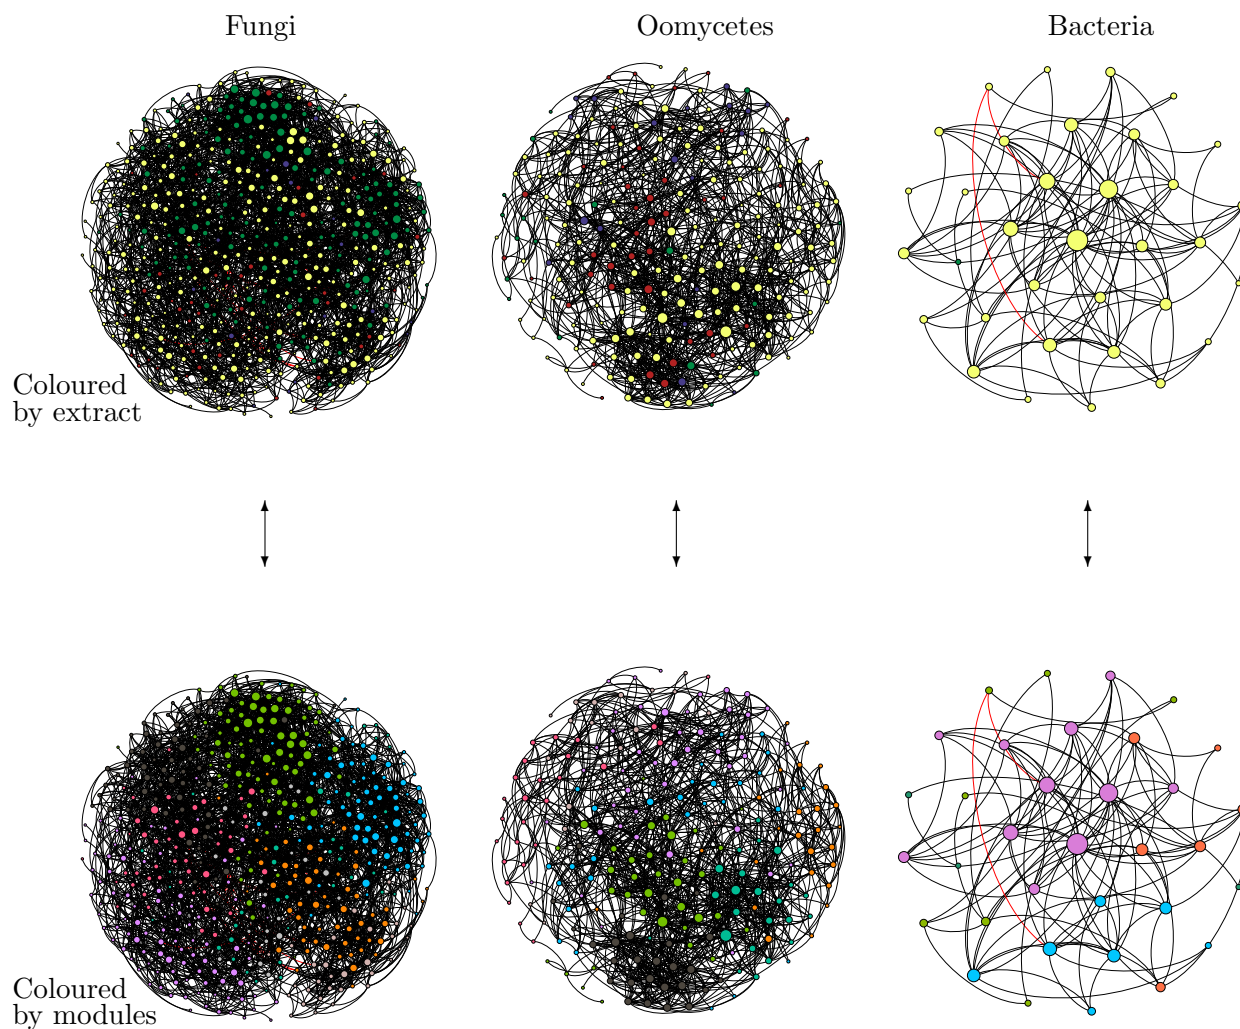 Fungi
Oomycetes
Bacteria
Coloured
by extract
Coloured
by modules